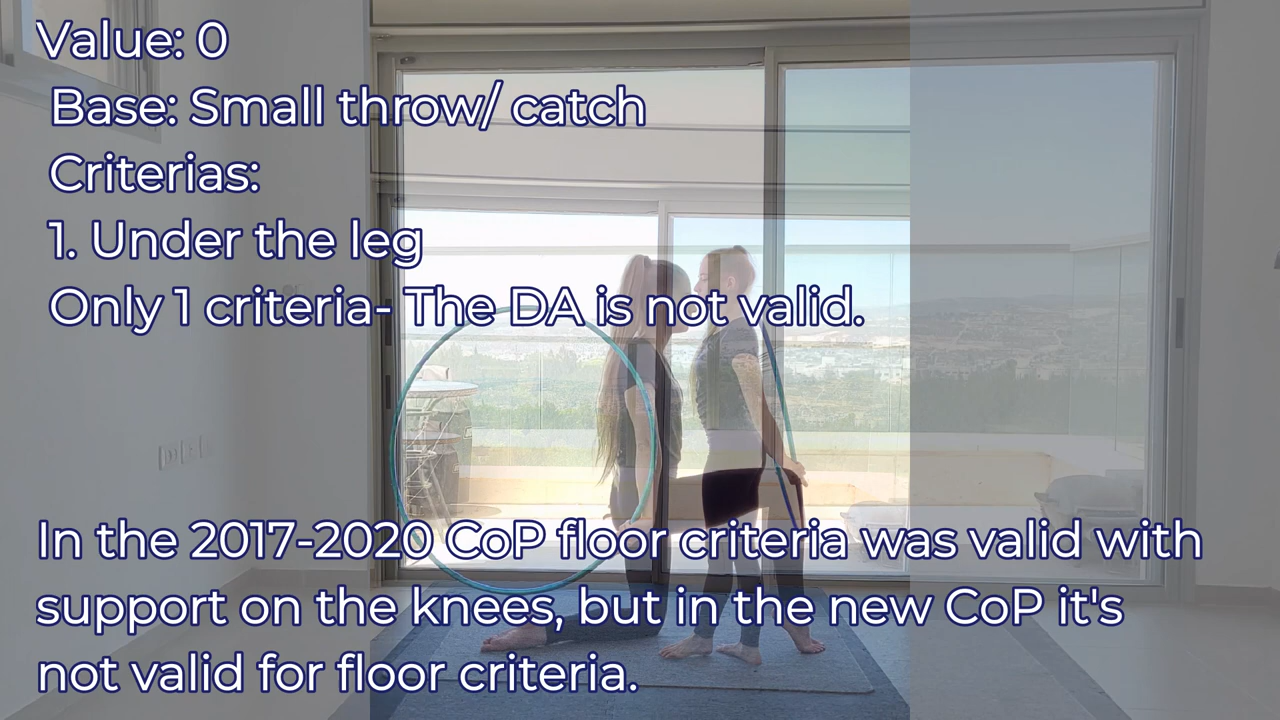 Value: 0
Base: Small throw/ catch
Criterias:
1. Under the leg
Only 1 criteria- The DA is not valid.
In the 2017-2020 CoP floor criteria was valid with
support on the knees, but in the new CoP it's
not valid for floor criteria.